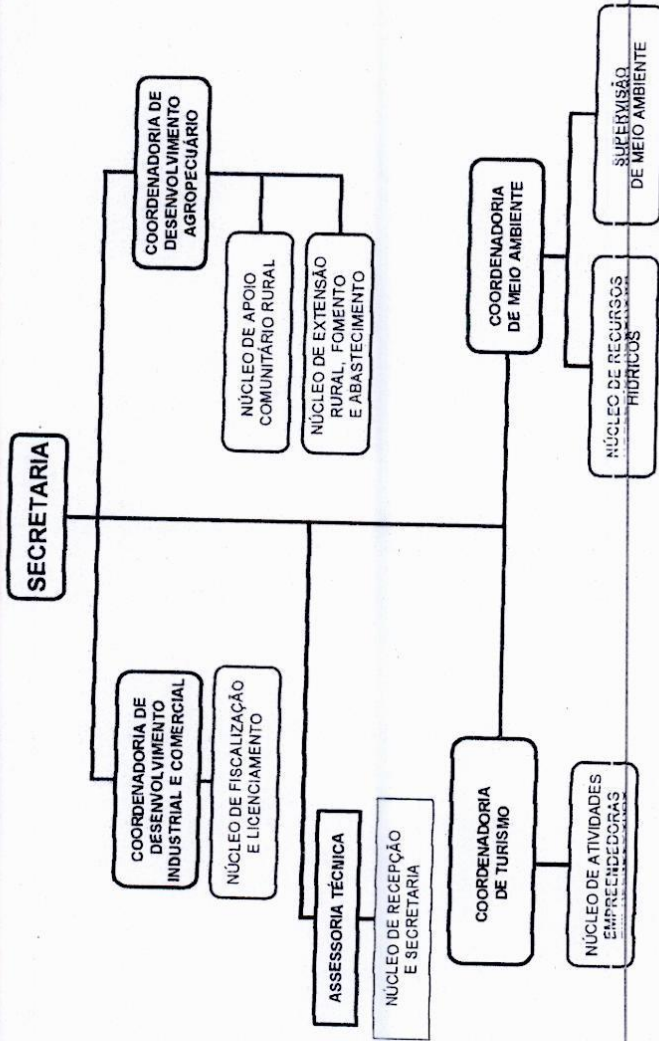 SECRETARIA
COORDENADORIA DE
DESENVOLVIMENTO
INDUSTRIAL E COMERCIAL
NÚCLEO DE FISCALIZAÇÃO
E LICENCIAMENTO
COORDENADORIA DE
DESENVOLVIMENTO
AGROPECUÁRIO
NÚCLEO DE APOIO
COMUNITÁRIO RURAL
NÚCLEO DE EXTENSÃO
RURAL, FOMENTO
E ABASTECIMENTO
ASSESSORIA TÉCNICA
NÚCLEO DE RECEPÇÃO
E SECRETARIA
COORDENADORIA
DE TURISMO
NÚCLEO DE ATIVIDADES
EMPREENDEDORAS
COORDENADORIA
DE MEIO AMBIENTE
NÚCLEO DE RECURSOS
HÍDRICOS
SUPERVISÃO
DE MEIO AMBIENTE